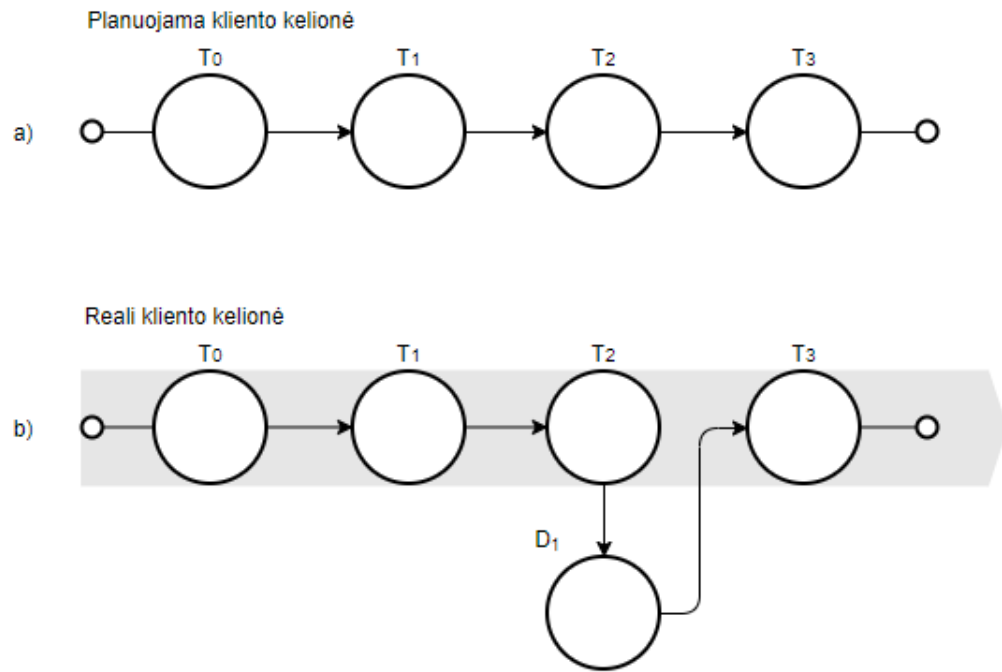 Planuojama kliento kelionė
T0 T1 T2 T3
a)
Reali kliento kelionė
T0 T1 T2 T3
b)
D1